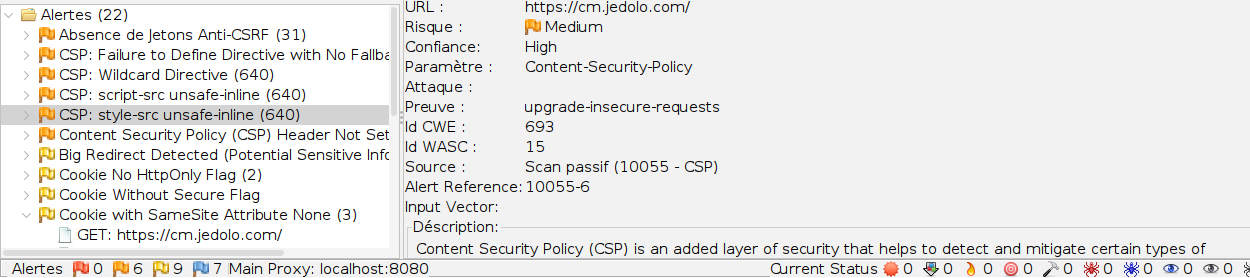 Alertes (22)
Absence de Jetons Anti-CSRF (31)
CSP: Failure to Define Directive with No Fallba
CSP: Wildcard Directive (640)
CSP: script-src unsafe-inline (640)
CSP: style-src unsafe-inline (640)
Content Security Policy (CSP) Header Not Set
Big Redirect Detected (Potential Sensitive Info
Cookie No HttpOnly Flag (2)
Cookie Without Secure Flag
Cookie with SameSite Attribute None (3)
GET: https://cm.jedolo.com/
URL : https://cm.jedolo.com/
Risque : Medium
Confiance: High
Paramètre : Content-Security-Policy
Attaque :
Preuve : upgrade-insecure-requests
Id CWE : 693
Id WASC : 15
Source : Scan passif (10055 - CSP)
Alert Reference: 10055-6
Input Vector:
Déscription:
Content Security Policy (CSP) is an added layer of security that helps to detect and mitigate certain types of
Alertes 0 6 9 7 Main Proxy: localhost:8080 Current Status 0 0 0 0 0 0 0 0 0